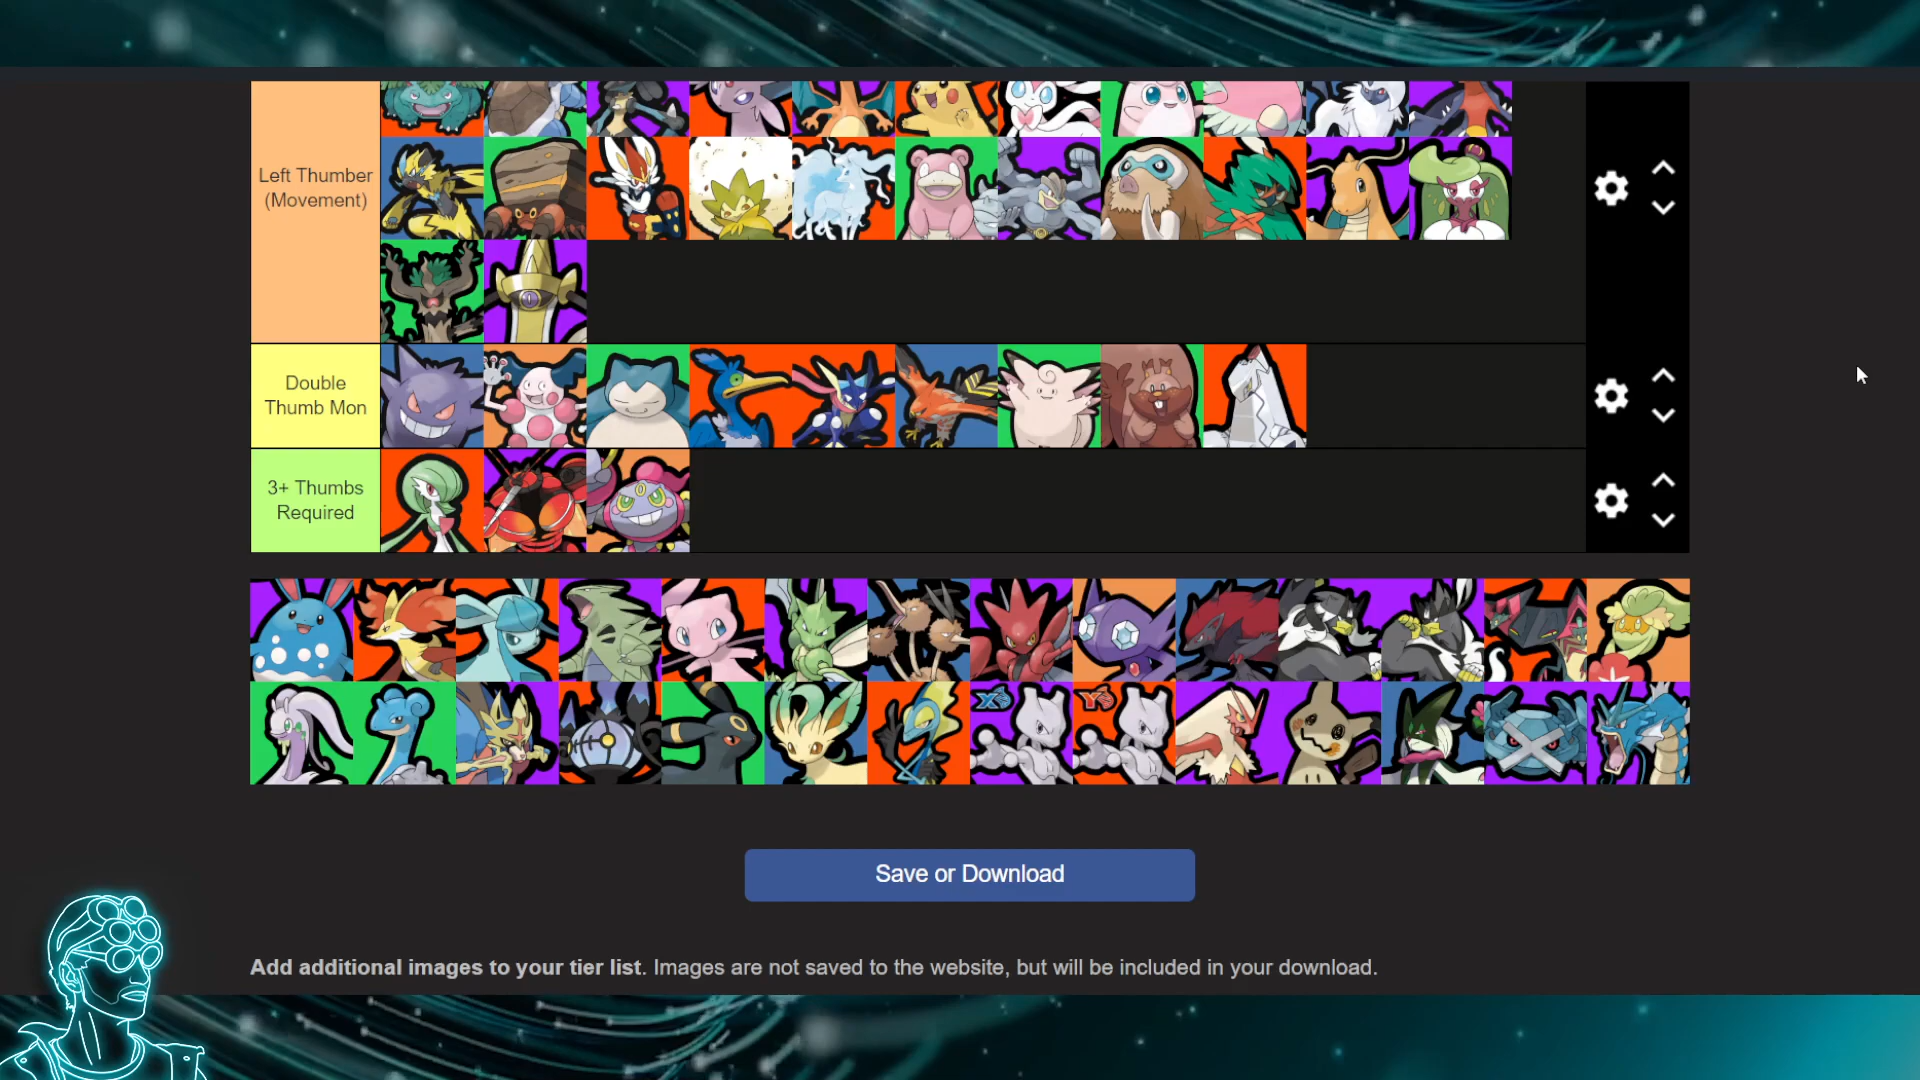 Left Thumber
(Movement)
Double
Thumb Mon
3+ Thumbs
Required
X
Y
Save or Download
Add additional images to your tier list. Images are not saved to the website, but will be included in your download.